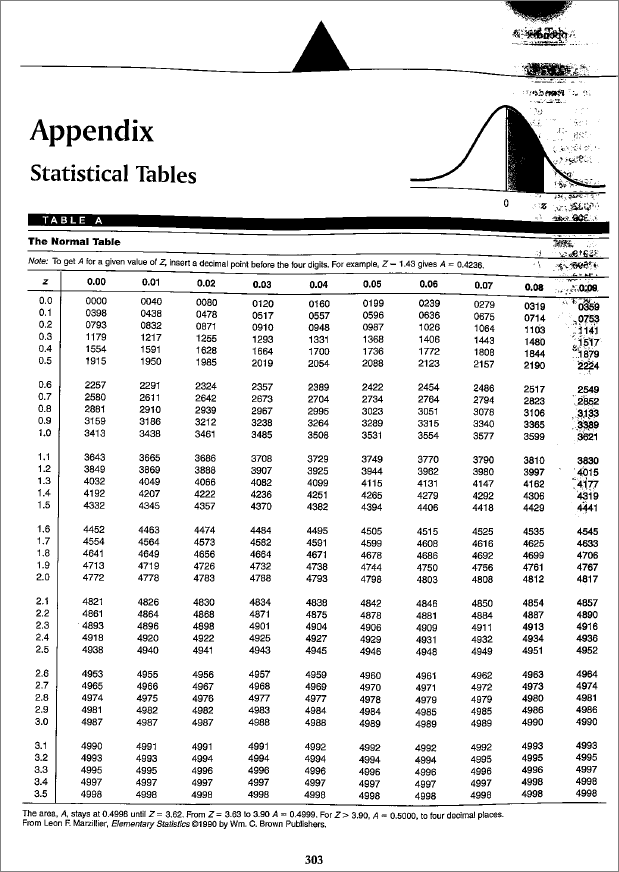 Appendix
Statistical Tables
0 z
TABLE A
The Normal Table
Note: To get A for a given value of Z, insert a decimal point before the four digits. For example, Z = 1.43 gives A = 0.4236.
z 0.00 0.01 0.02 0.03 0.04 0.05 0.06 0.07 0.08 0.09
0.0 0000 0040 0080 0120 0160 0199 0239 0279 0319 0359
0.1 0398 0438 0478 0517 0557 0596 0636 0675 0714 0753
0.2 0793 0832 0871 0910 0948 0987 1026 1064 1103 1141
0.3 1179 1217 1255 1293 1331 1368 1406 1443 1480 1517
0.4 1554 1591 1628 1664 1700 1736 1772 1808 1844 1879
0.5 1915 1950 1985 2019 2054 2088 2123 2157 2190 2224
0.6 2257 2291 2324 2357 2389 2422 2454 2486 2517 2549
0.7 2580 2611 2642 2673 2704 2734 2764 2794 2823 2852
0.8 2881 2910 2939 2967 2995 3023 3051 3078 3106 3133
0.9 3159 3186 3212 3238 3264 3289 3315 3340 3365 3389
1.0 3413 3438 3461 3485 3508 3531 3554 3577 3599 3621
1.1 3643 3665 3686 3708 3729 3749 3770 3790 3810 3830
1.2 3849 3869 3888 3907 3925 3944 3962 3980 3997 4015
1.3 4032 4049 4066 4082 4099 4115 4131 4147 4162 4177
1.4 4192 4207 4222 4236 4251 4265 4279 4292 4306 4319
1.5 4332 4345 4357 4370 4382 4394 4406 4418 4429 4441
1.6 4452 4463 4474 4484 4495 4505 4515 4525 4535 4545
1.7 4554 4564 4573 4582 4591 4599 4608 4616 4625 4633
1.8 4641 4649 4656 4664 4671 4678 4686 4692 4699 4706
1.9 4713 4719 4726 4732 4738 4744 4750 4756 4761 4767
2.0 4772 4778 4783 4788 4793 4798 4803 4808 4812 4817
2.1 4821 4826 4830 4834 4838 4842 4846 4850 4854 4857
2.2 4861 4864 4868 4871 4875 4878 4881 4884 4887 4890
2.3 4893 4896 4898 4901 4904 4906 4909 4911 4913 4916
2.4 4918 4920 4922 4925 4927 4929 4931 4932 4934 4936
2.5 4938 4940 4941 4943 4945 4946 4948 4949 4951 4952
2.6 4953 4955 4956 4957 4959 4960 4961 4962 4963 4964
2.7 4965 4966 4967 4968 4969 4970 4971 4972 4973 4974
2.8 4974 4975 4976 4977 4977 4978 4979 4979 4980 4981
2.9 4981 4982 4982 4983 4984 4984 4985 4985 4986 4986
3.0 4987 4987 4987 4988 4988 4989 4989 4989 4990 4990
3.1 4990 4991 4991 4991 4992 4992 4992 4992 4993 4993
3.2 4993 4993 4994 4994 4994 4994 4994 4995 4995 4995
3.3 4995 4995 4995 4996 4996 4996 4996 4996 4996 4997
3.4 4997 4997 4997 4997 4997 4997 4997 4997 4998 4998
3.5 4998 4998 4998 4998 4998 4998 4998 4998 4998 4998
The area, A, stays at 0.4998 until Z = 3.62. From Z = 3.63 to 3.90 A = 0.4999. For Z > 3.90, A = 0.5000, to four decimal places.
From Leon F. Marzillier, Elementary Statistics ©1990 by Wm. C. Brown Publishers.
303